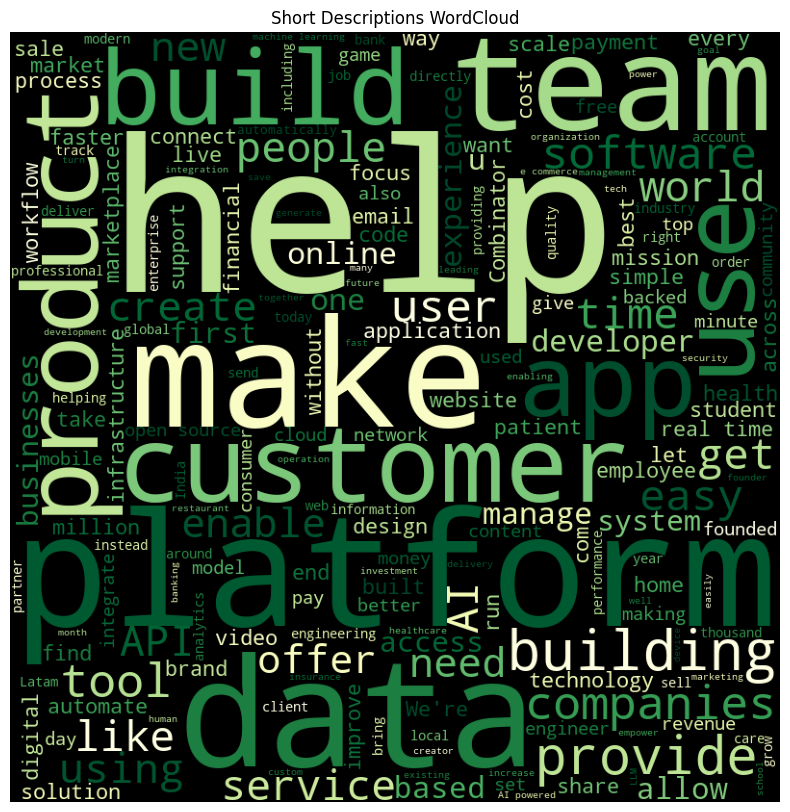 Short Descriptions WordCloud
sale
modern
new
machine learning
bank
including
way
scale
payment
every
goal
market
process
build
game
job
directly
team
cost
power
free
faster
connect
automatically
people
want
organization
account
track
live
integration
focus
experience
u
software
e commerce
management
turn
workflow
product
marketplace
help
save
also
providing
Combinator
tech
world
industry
deliver
support
enterprise
financial
generate
email
code
quality
best
top
right
use
community
professional
online
many
leading
mission
order
simple
backed
across
create
together
future
one
user
give
time
minute
development
global
first
today
application
developer
security
helping
infrastructure
make
without
fast
used
enabling
app
health
businesses
take
send
website
patient
student
open source
cloud
network
let
real time
mobile
India
consumer
customer
operation
employee
get
founder
restaurant
web
information
easy
million
enable
design
content
manage
come
system
founded
instead
around
platform
money
delivery
performance
year
partner
integrate
model
end
investment
built
AI
run
home
easily
banking
pay
better
making
well
month
API
analytics
video
engineering
healthcare
access
building
thousand
device
find
brand
offer
need
Latam
tool
data
insurance
technology
sell
marketing
digital
automate
human
client
improve
bring
We're
companies
care
day
like
local
creator
engineer
revenue
empower
grow
using
custom
existing
provide
school
solution
service
based
increase
set
AI powered
share
LLM
allow